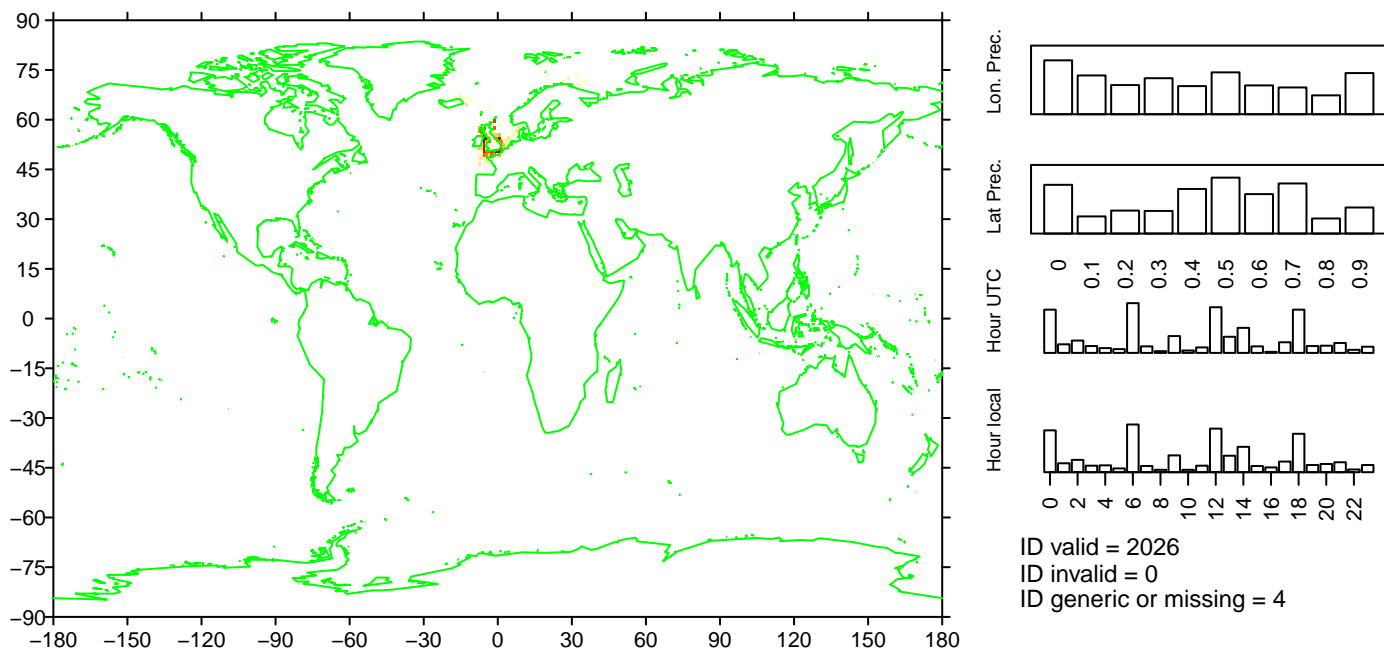 90
75
60
45
30
15
0
−15
−30
−45
−60
−75
−90
−180 −150 −120 −90 −60 −30 0 30 60 90 120 150 180
Lon. Prec.
Lat Prec.
0 0.1 0.2 0.3 0.4 0.5 0.6 0.7 0.8 0.9
Hour UTC
Hour local
0 2 4 6 8 10 12 14 16 18 20 22
ID valid = 2026
ID invalid = 0
ID generic or missing = 4